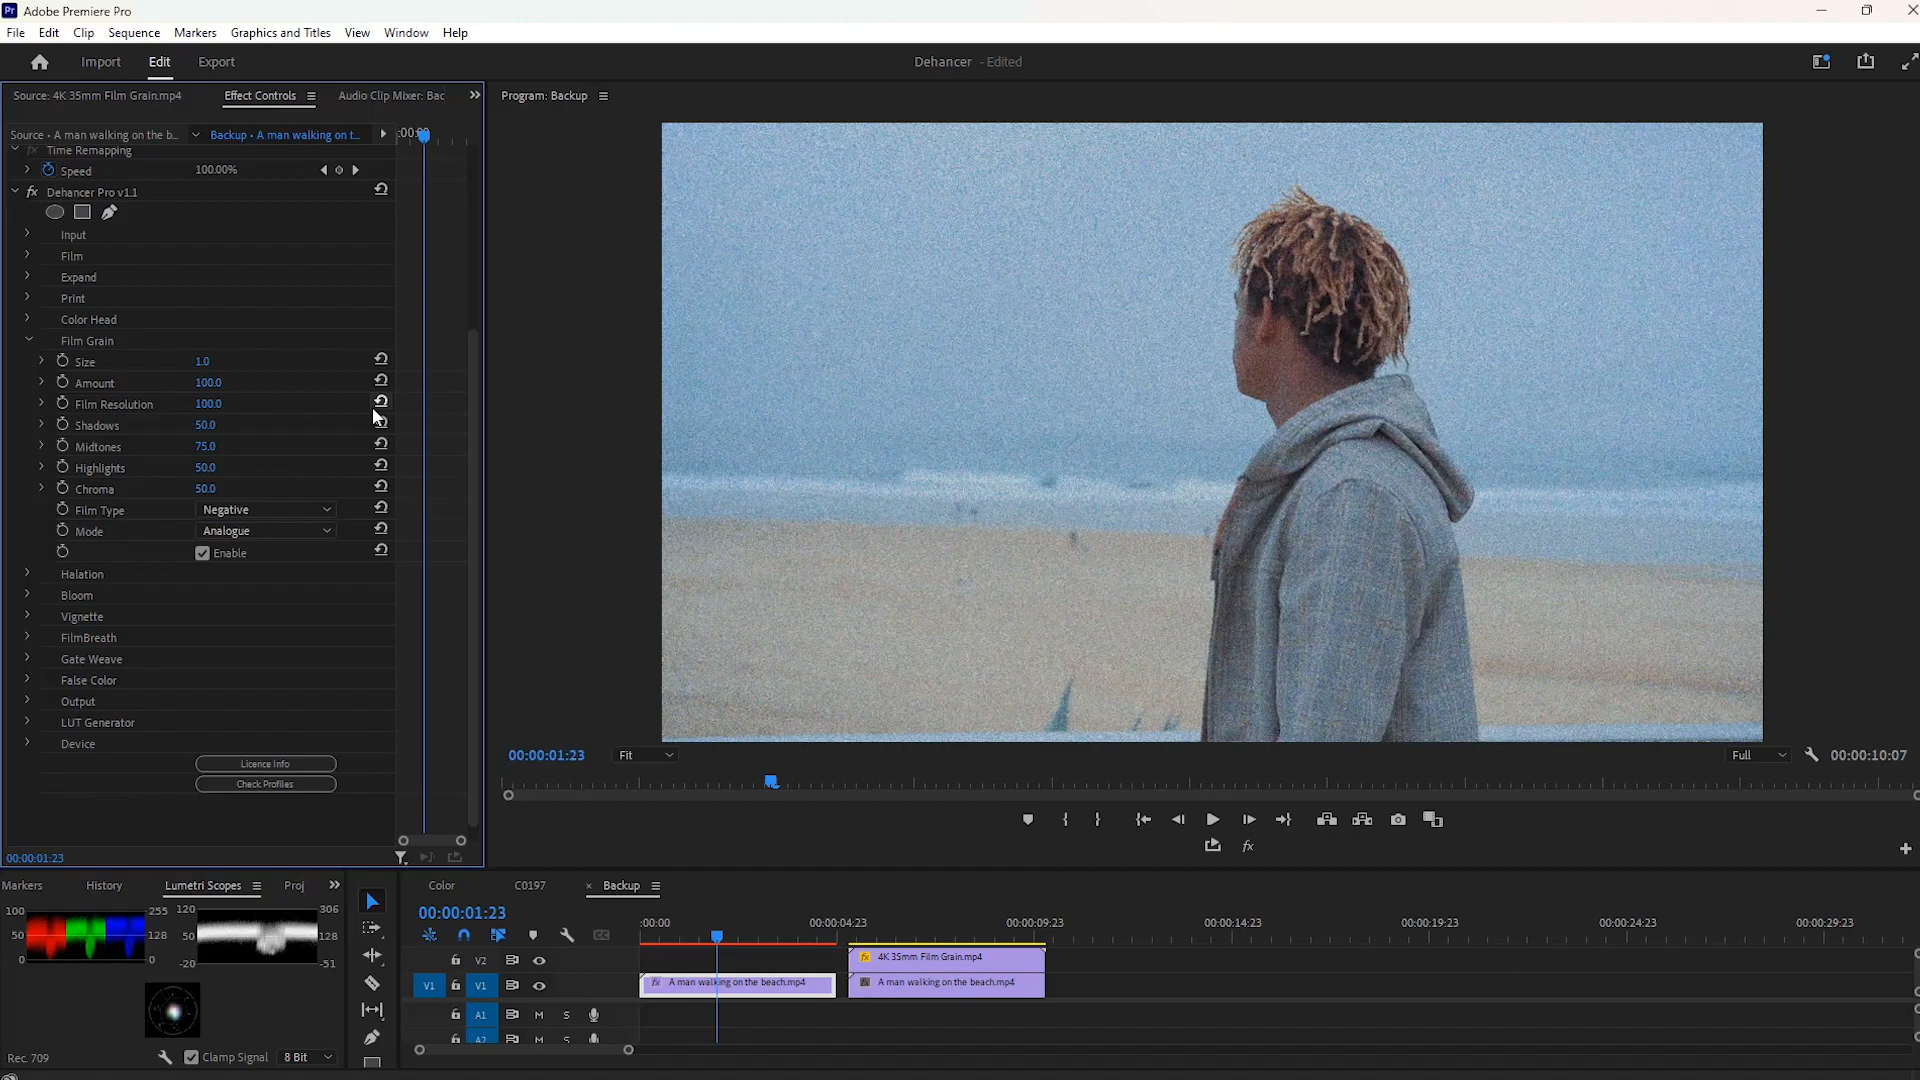 Pr Adobe Premiere Pro
File Edit Clip Sequence Markers Graphics and Titles View Window Help
Import Edit Export Dehancer - Edited
Source: 4K 35mm Film Grain.mp4 Effect Controls Audio Clip Mixer: Bac
Program: Backup
Source • A man walking on the b... Backup • A man walking on t...
:00:00
fx Time Remapping
Speed 100.00%
fx Dehancer Pro v1.1
Input
Film
Expand
Print
Color Head
Film Grain
Size 1.0
Amount 100.0
Film Resolution 100.0
Shadows 50.0
Midtones 75.0
Highlights 50.0
Chroma 50.0
Film Type Negative
Mode Analogue
Enable
Halation
Bloom
Vignette
FilmBreath
Gate Weave
False Color
Output
LUT Generator
Device
Licence Info
Check Profiles
00:00:01:23
00:00:01:23 Fit Full 00:00:10:07
fx
Markers History Lumetri Scopes Proj
100 50 0
255 128 0
120 50 -20
306 128 -51
Rec. 709 Clamp Signal 8 Bit
Color C0197 × Backup
00:00:01:23
:00:00 00:00:04:23 00:00:09:23 00:00:14:23 00:00:19:23 00:00:24:23 00:00:29:23
V2 fx 4K 35mm Film Grain.mp4
V1 V1 fx A man walking on the beach.mp4 fx A man walking on the beach.mp4
A1 M S
A2 M S